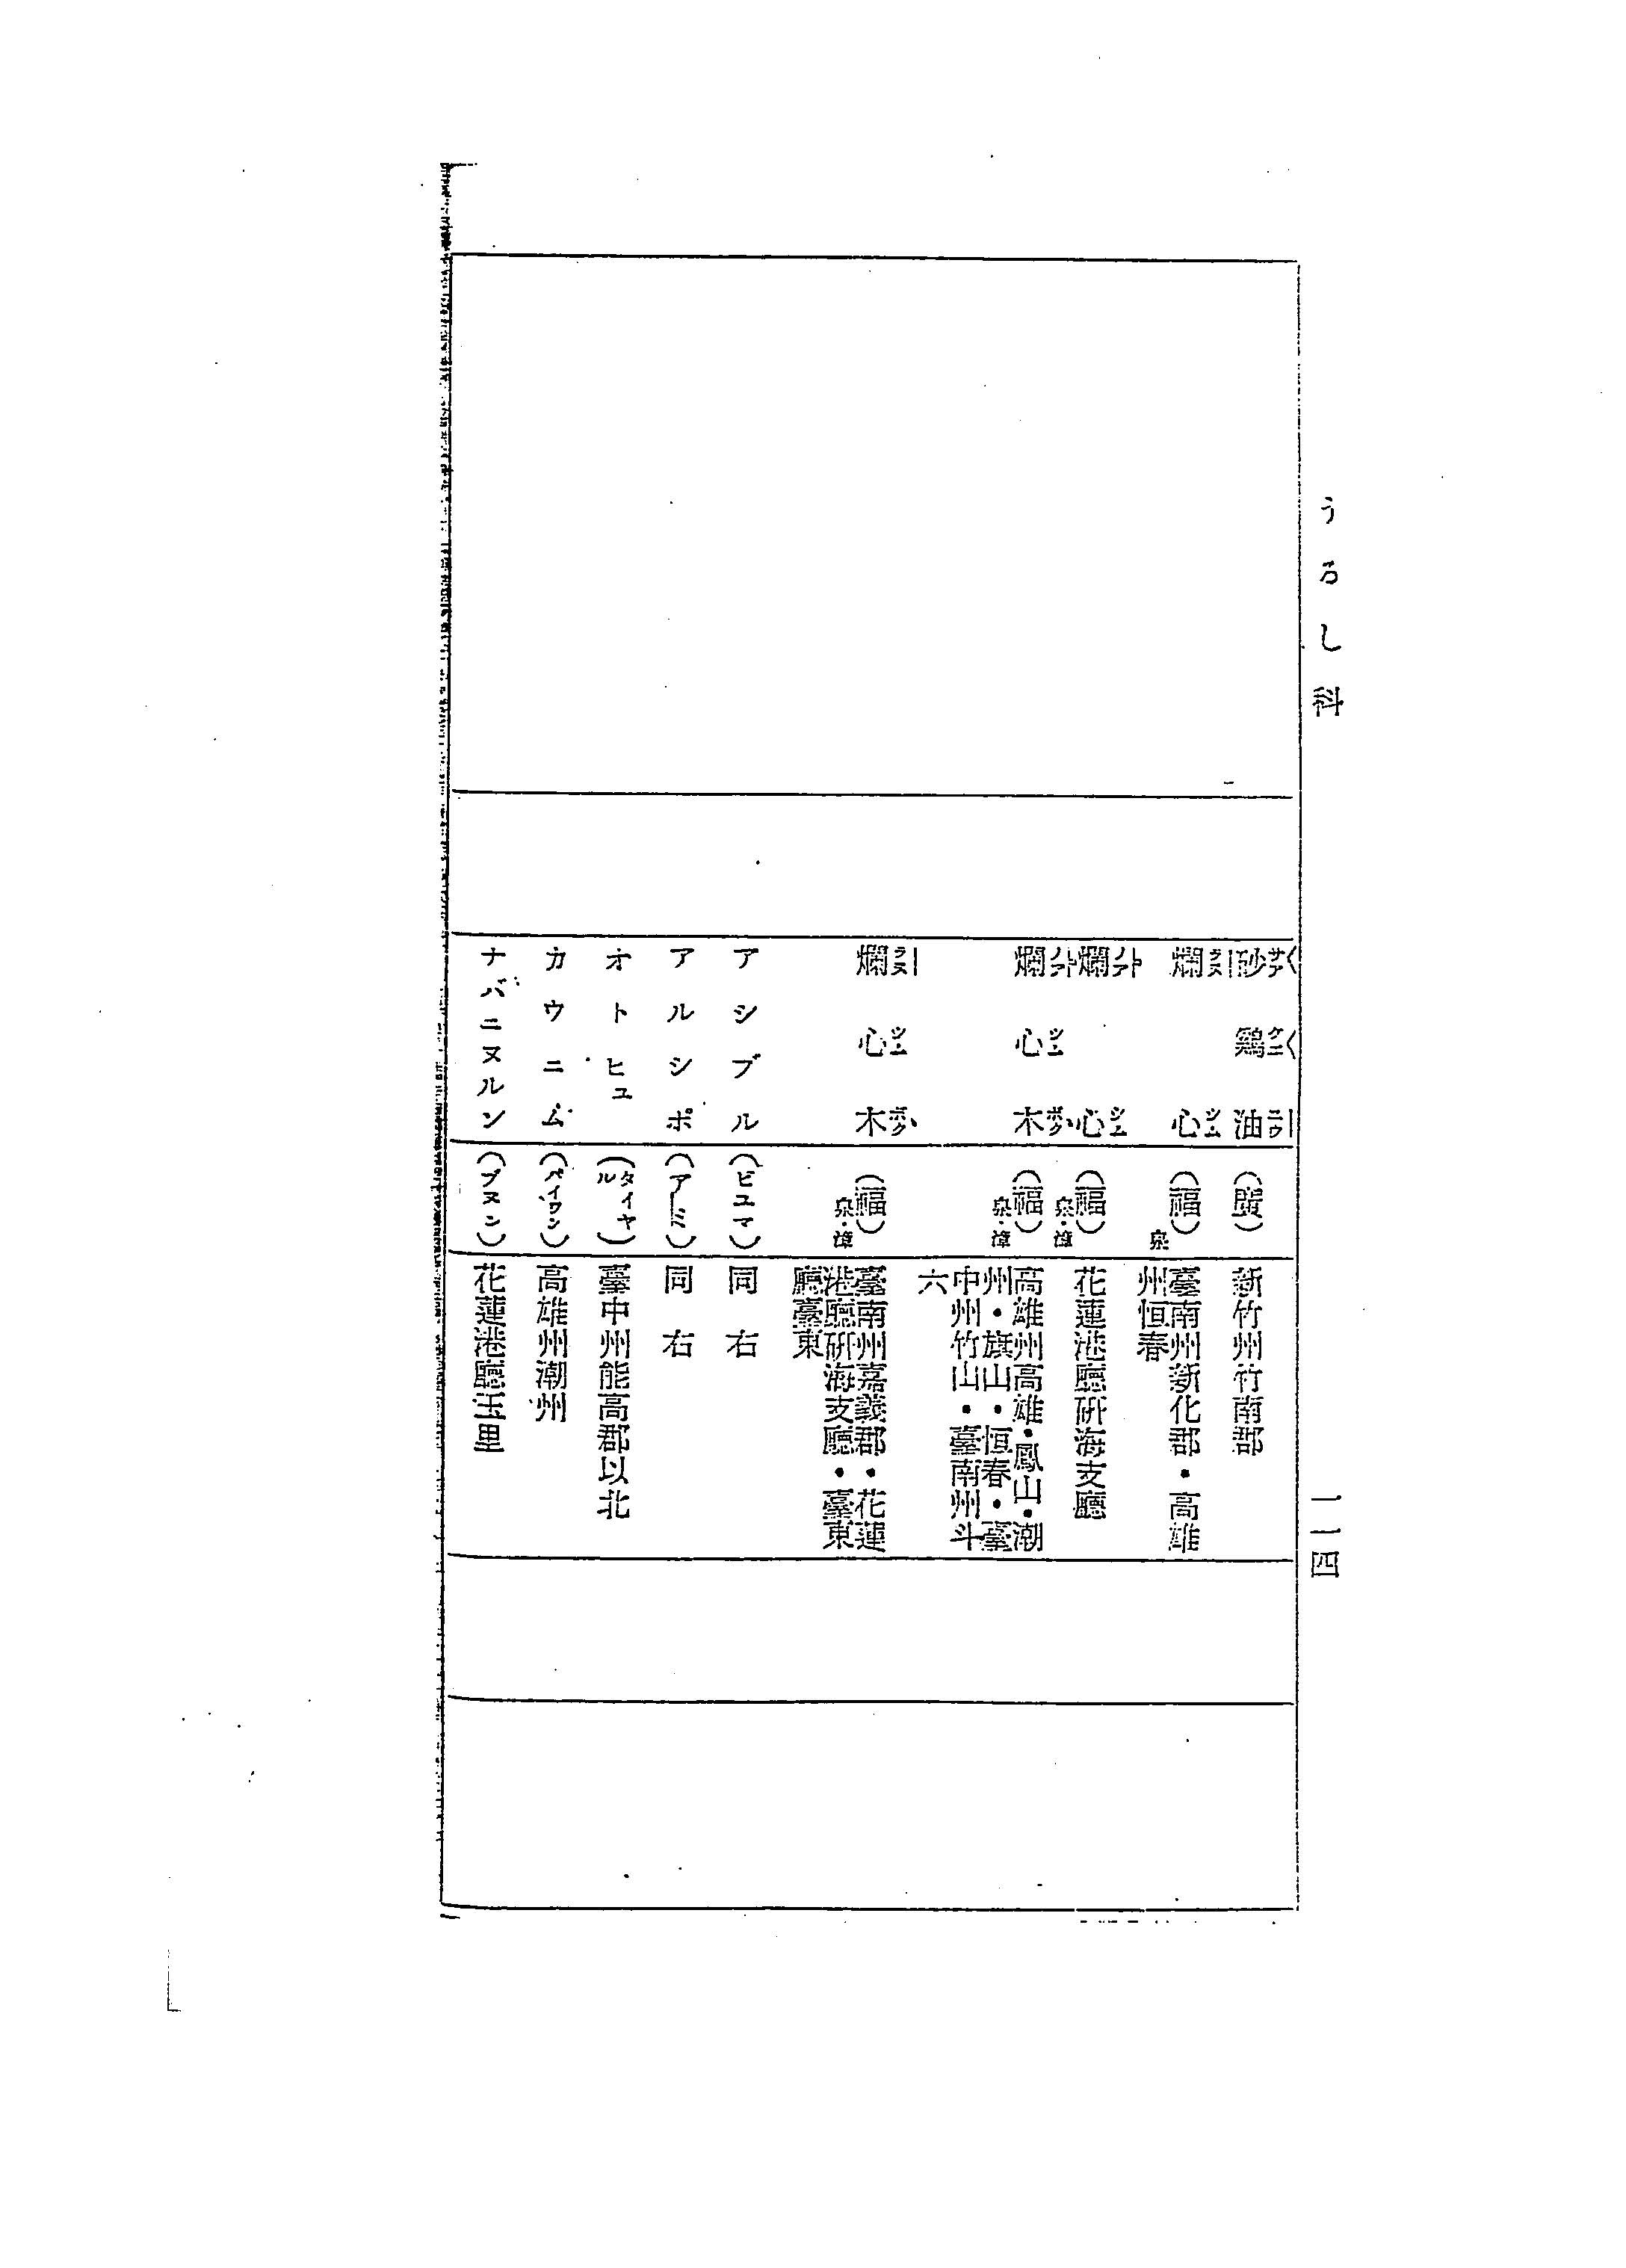 うるし科
一一四
砂鷄油
(廣)
新竹州竹南郡
爛心
(福)
泉
臺南州新化郡・高雄
州恒春
爛心
(福)
泉・漳
花蓮港廳研海支廳
爛心木
(福)
泉・漳
高雄州高雄・鳳山・潮
州・旗山・恒春・臺
中州竹山・臺南州斗
六
爛心木
(福)
泉・漳
臺南州嘉義郡・花蓮
港廳研海支廳・臺東
廳臺東
アシブル
(ピユマ)
同右
アルシポ
(アーミ)
同右
オトヒュ
(タイヤ
ル)
臺中州能高郡以北
カウニム
(パイワン)
高雄州潮州
ナバニヌルン
(ブヌン)
花蓮港廳玉里